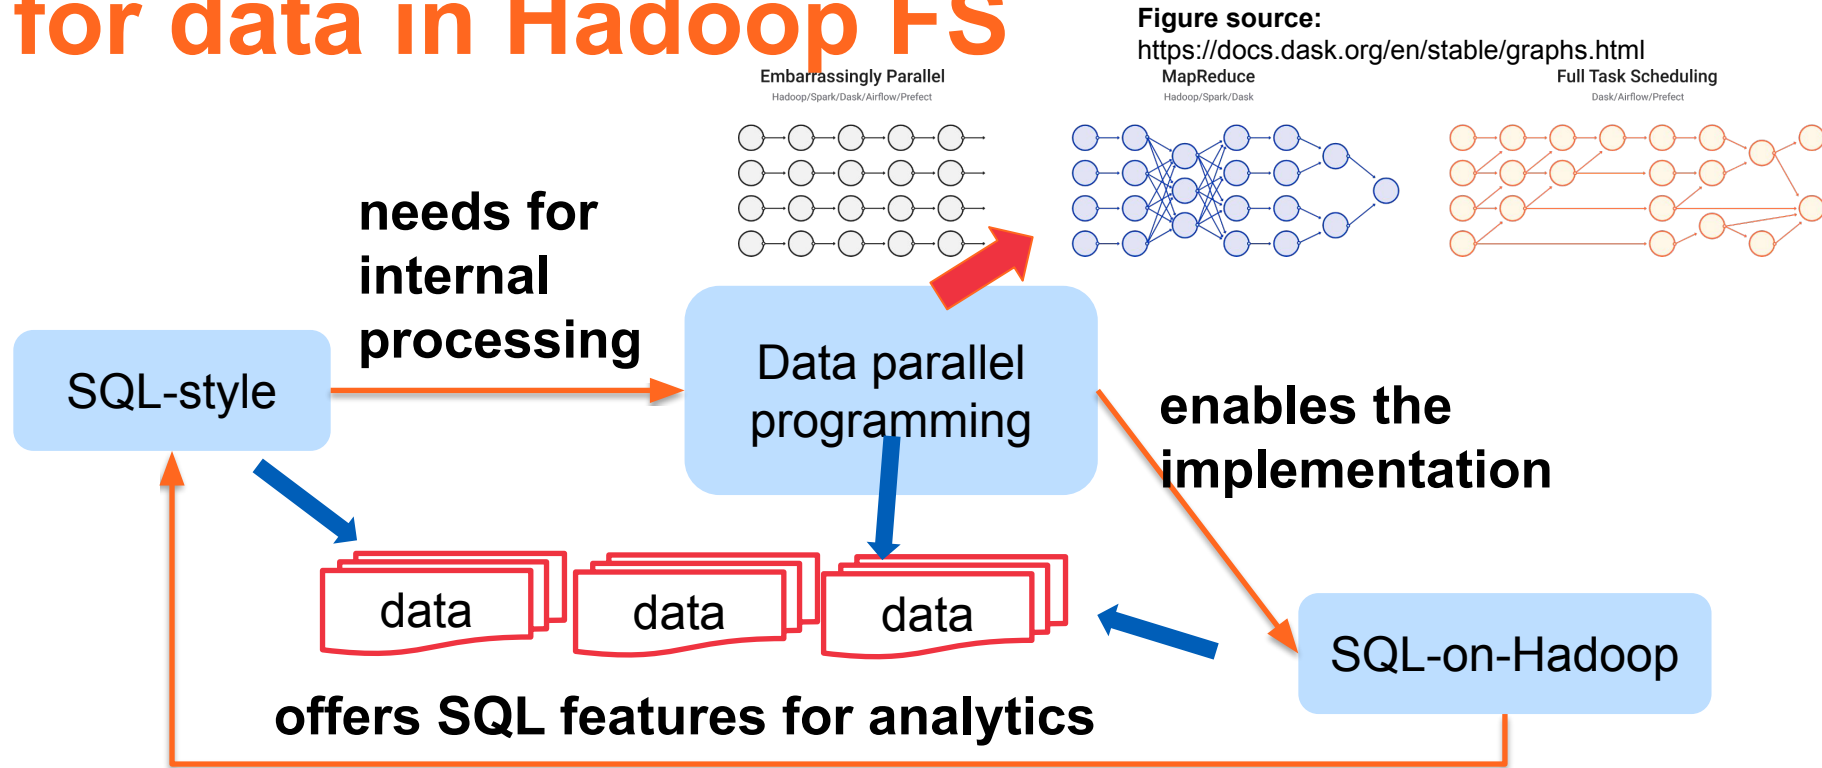 for data in Hadoop FS
Figure source:
https://docs.dask.org/en/stable/graphs.html
Embarrassingly Parallel
Hadoop/Spark/Dask/Airflow/Prefect
MapReduce
Hadoop/Spark/Dask
Full Task Scheduling
Dask/Airflow/Prefect
needs for
internal
processing
SQL-style
Data parallel
programming
enables the
implementation
data
data
data
SQL-on-Hadoop
offers SQL features for analytics